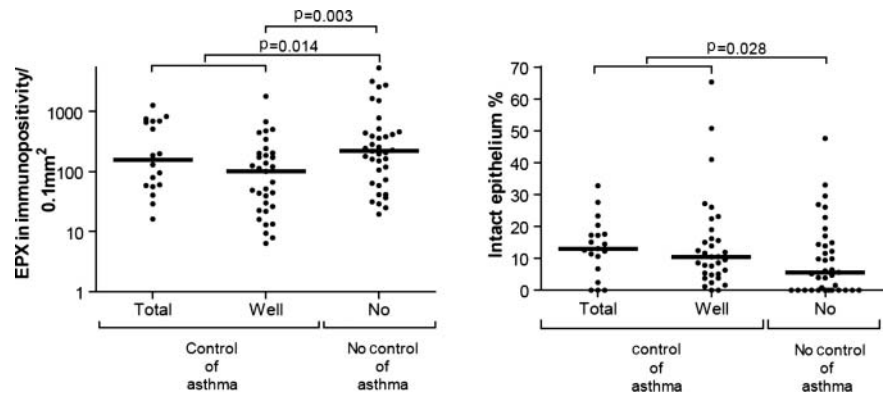 p=0.003
p=0.014
EPX in immunopositivity/
0.1mm²
1000
100
10
1
Total Well No
Control
of
asthma
No control
of
asthma
p=0.028
Intact epithelium %
70
60
50
40
30
20
10
0
Total Well No
control
of
asthma
No control
of
asthma